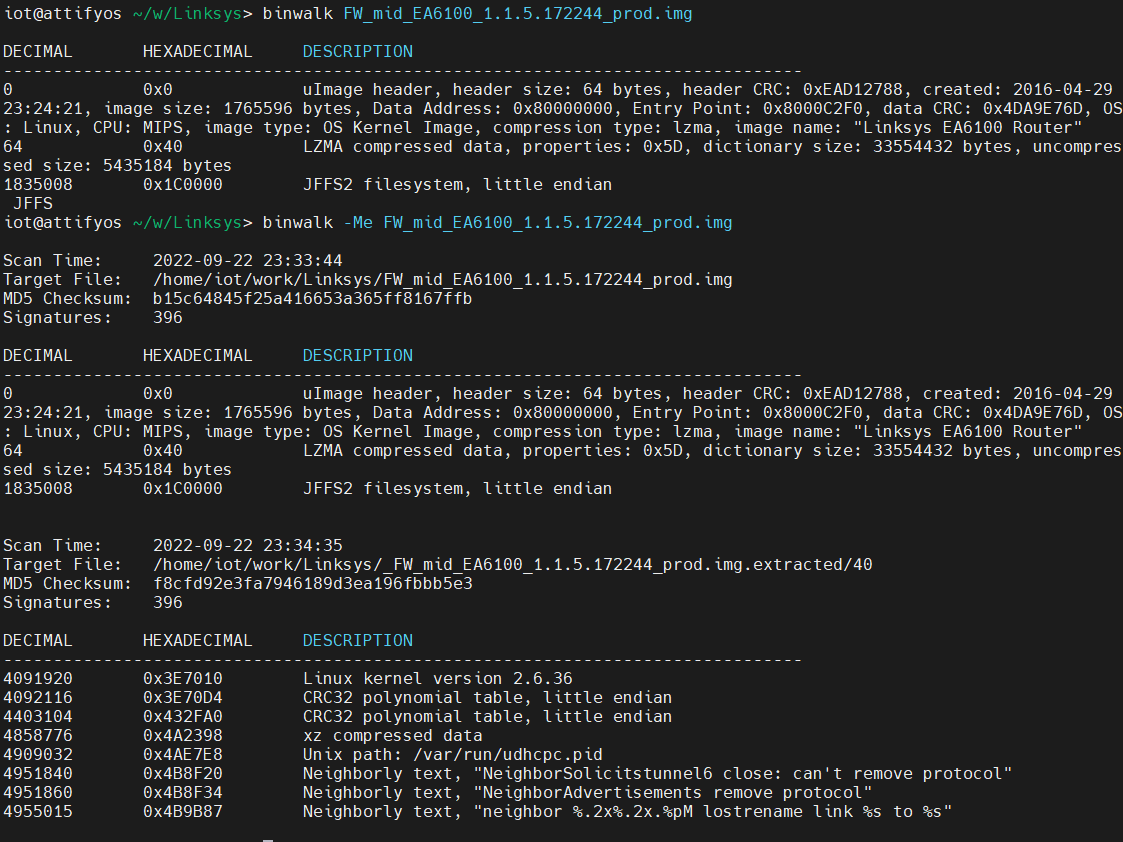 iot@attifyos ~/w/Linksys> binwalk FW_mid_EA6100_1.1.5.172244_prod.img
DECIMAL       HEXADECIMAL     DESCRIPTION
--------------------------------------------------------------------------------
0             0x0             uImage header, header size: 64 bytes, header CRC: 0xEAD12788, created: 2016-04-29
23:24:21, image size: 1765596 bytes, Data Address: 0x80000000, Entry Point: 0x8000C2F0, data CRC: 0x4DA9E76D, OS
: Linux, CPU: MIPS, image type: OS Kernel Image, compression type: lzma, image name: "Linksys EA6100 Router"
64            0x40            LZMA compressed data, properties: 0x5D, dictionary size: 33554432 bytes, uncompres
sed size: 5435184 bytes
1835008       0x1C0000        JFFS2 filesystem, little endian
 JFFS
iot@attifyos ~/w/Linksys> binwalk -Me FW_mid_EA6100_1.1.5.172244_prod.img
Scan Time:     2022-09-22 23:33:44
Target File:   /home/iot/work/Linksys/FW_mid_EA6100_1.1.5.172244_prod.img
MD5 Checksum:  b15c64845f25a416653a365ff8167ffb
Signatures:    396
DECIMAL       HEXADECIMAL     DESCRIPTION
--------------------------------------------------------------------------------
0             0x0             uImage header, header size: 64 bytes, header CRC: 0xEAD12788, created: 2016-04-29
23:24:21, image size: 1765596 bytes, Data Address: 0x80000000, Entry Point: 0x8000C2F0, data CRC: 0x4DA9E76D, OS
: Linux, CPU: MIPS, image type: OS Kernel Image, compression type: lzma, image name: "Linksys EA6100 Router"
64            0x40            LZMA compressed data, properties: 0x5D, dictionary size: 33554432 bytes, uncompres
sed size: 5435184 bytes
1835008       0x1C0000        JFFS2 filesystem, little endian
Scan Time:     2022-09-22 23:34:35
Target File:   /home/iot/work/Linksys/_FW_mid_EA6100_1.1.5.172244_prod.img.extracted/40
MD5 Checksum:  f8cfd92e3fa7946189d3ea196fbbb5e3
Signatures:    396
DECIMAL       HEXADECIMAL     DESCRIPTION
--------------------------------------------------------------------------------
4091920       0x3E7010        Linux kernel version 2.6.36
4092116       0x3E70D4        CRC32 polynomial table, little endian
4403104       0x432FA0        CRC32 polynomial table, little endian
4858776       0x4A2398        xz compressed data
4909032       0x4AE7E8        Unix path: /var/run/udhcpc.pid
4951840       0x4B8F20        Neighborly text, "NeighborSolicitstunnel6 close: can't remove protocol"
4951860       0x4B8F34        Neighborly text, "NeighborAdvertisements remove protocol"
4955015       0x4B9B87        Neighborly text, "neighbor %.2x%.2x.%pM lostrename link %s to %s"